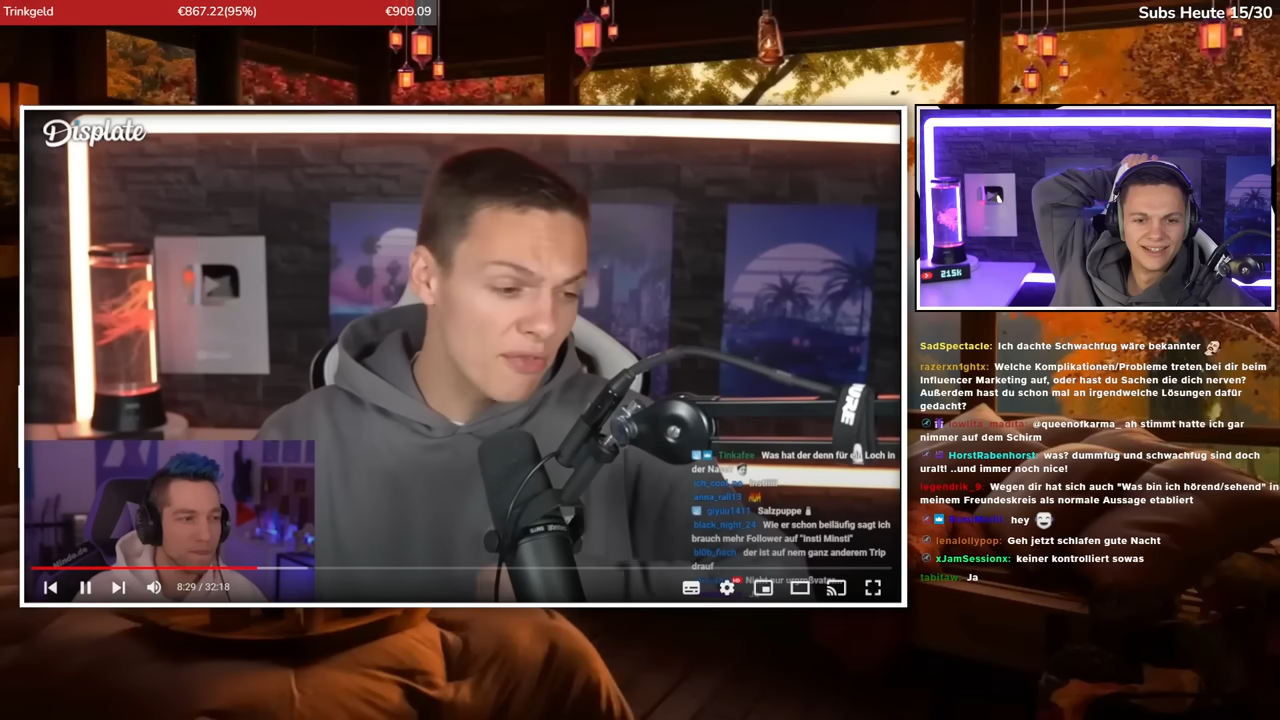 Trinkgeld €867.22(95%) €909.09
Subs Heute 15/30
Displate
215K
SadSpectacle: Ich dachte Schwachfug wäre bekannter
razerxn1ghtx: Welche Komplikationen/Probleme treten bei dir beim
Influencer Marketing auf, oder hast du Sachen die dich nerven?
Außerdem hast du schon mal an irgendwelche Lösungen dafür
gedacht?
@queenofkarma_ ah stimmt hatte ich gar
nimmer auf dem Schirm
HorstRabenhorst: was? dummfug und schwachfug sind doch
uralt! ..und immer noch nice!
legendrik_9: Wegen dir hat sich auch "Was bin ich hörend/sehend" in
meinem Freundeskreis als normale Aussage etabliert
hey
lenalollypop: Geh jetzt schlafen gute Nacht
xJamSessionx: keiner kontrolliert sowas
tabitaw: Ja
Tinkafee Was hat der denn für ein Loch in
der Nase
anna_rall13
giyuu1411 Salzpuppe
black_night_24 Wie er schon beiläufig sagt ich
brauch mehr Follower auf "Insti Minsti"
bl0b_fisch der ist auf nem ganz anderem Trip
drauf
8:29 / 32:18